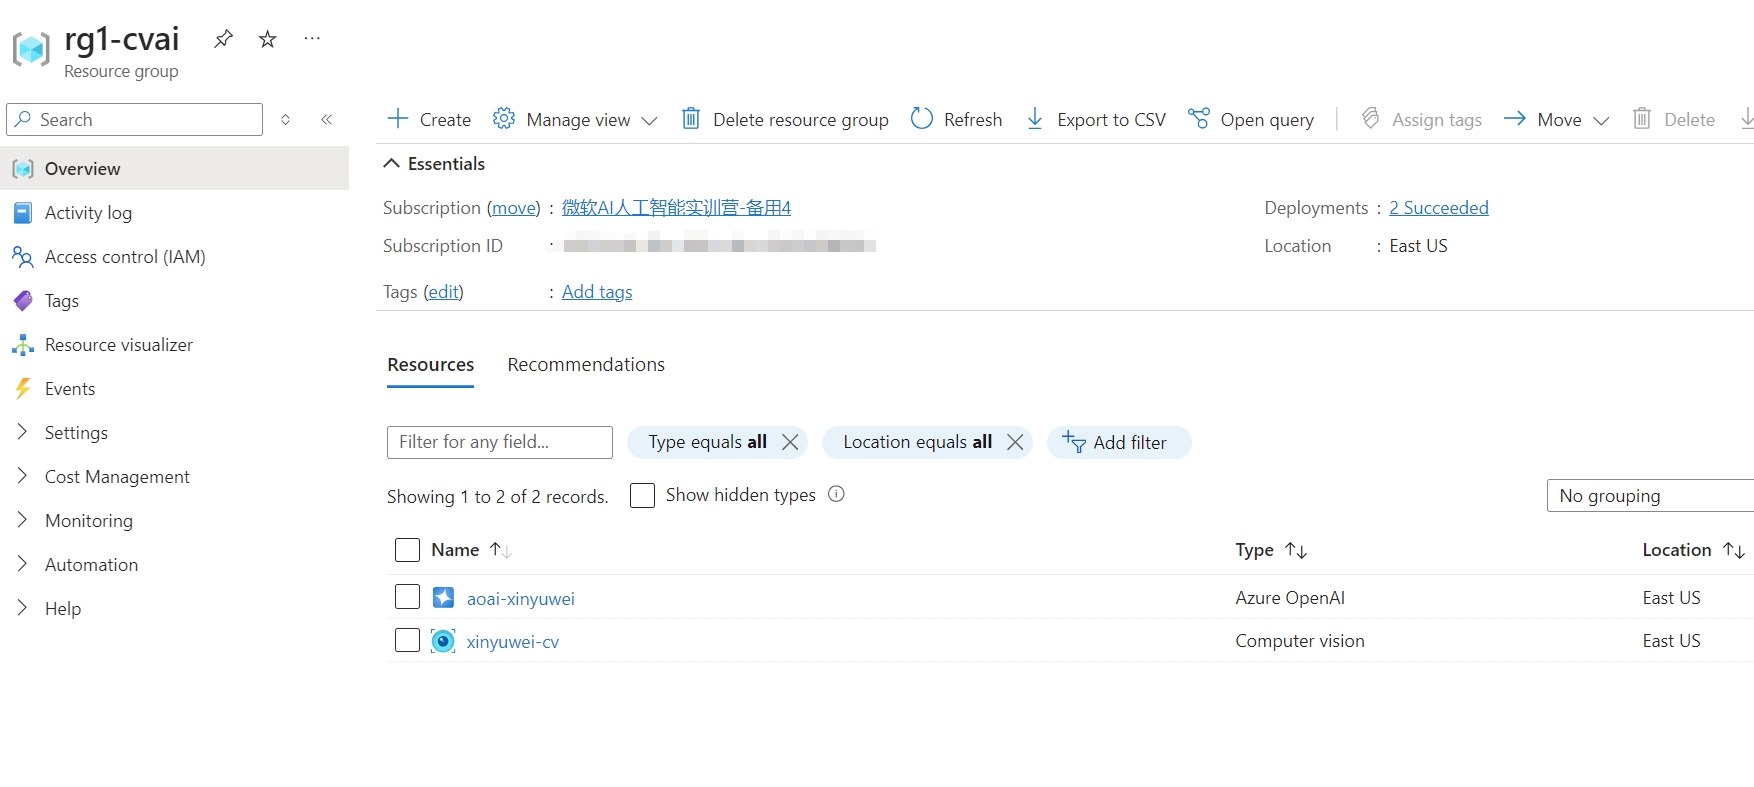 rg1-cvai
Resource group
Search
Overview
Activity log
Access control (IAM)
Tags
Resource visualizer
Events
Settings
Cost Management
Monitoring
Automation
Help
Create Manage view Delete resource group Refresh Export to CSV Open query Assign tags Move Delete
Essentials
Subscription (move) : 微软AI人工智能实训营-备用4 Deployments : 2 Succeeded
Subscription ID : Location : East US
Tags (edit) : Add tags
Resources Recommendations
Filter for any field... Type equals all Location equals all Add filter
Showing 1 to 2 of 2 records. Show hidden types No grouping
Name Type Location
aoai-xinyuwei Azure OpenAI East US
xinyuwei-cv Computer vision East US